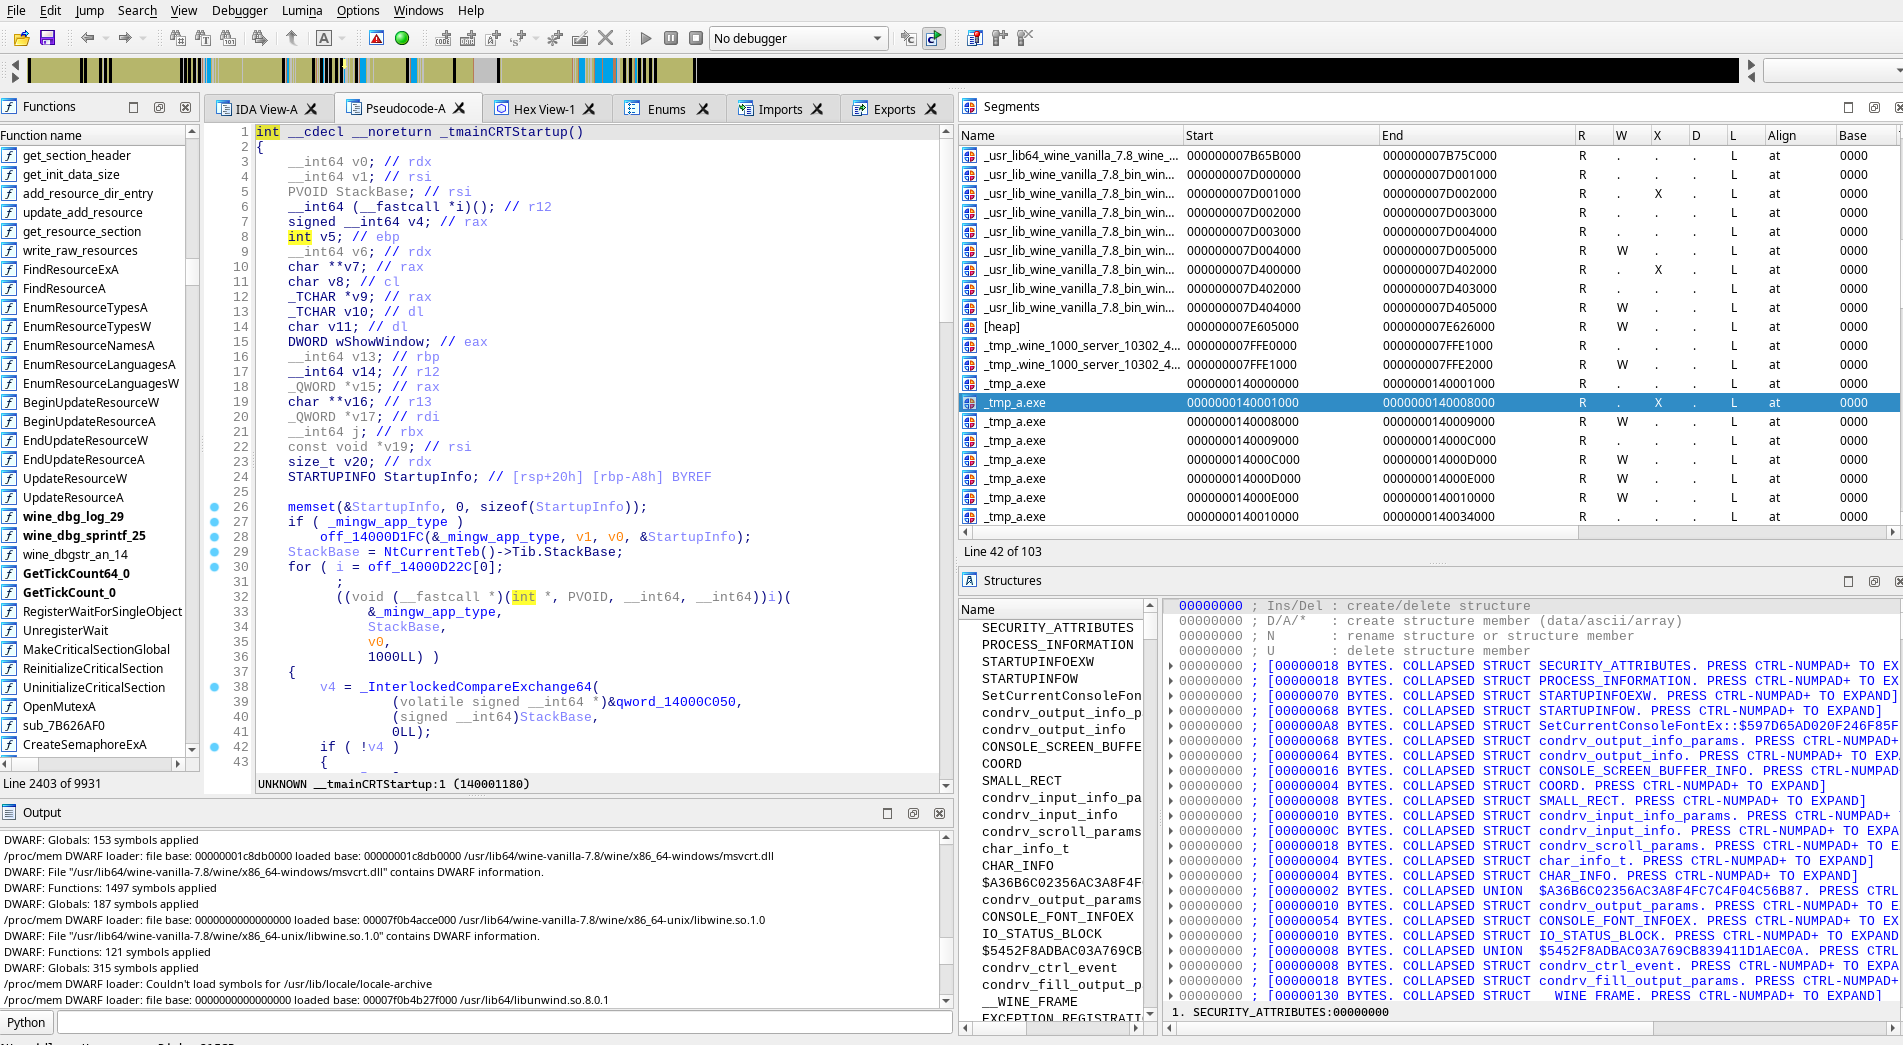 File Edit Jump Search View Debugger Lumina Options Windows Help
No debugger
Functions
Function name
get_section_header
get_init_data_size
add_resource_dir_entry
update_add_resource
get_resource_section
write_raw_resources
FindResourceExA
FindResourceA
EnumResourceTypesA
EnumResourceTypesW
EnumResourceNamesA
EnumResourceLanguagesA
EnumResourceLanguagesW
BeginUpdateResourceW
BeginUpdateResourceA
EndUpdateResourceW
EndUpdateResourceA
UpdateResourceW
UpdateResourceA
wine_dbg_log_29
wine_dbg_sprintf_25
wine_dbgstr_an_14
GetTickCount64_0
GetTickCount_0
RegisterWaitForSingleObject
UnregisterWait
MakeCriticalSectionGlobal
ReinitializeCriticalSection
UninitializeCriticalSection
OpenMutexA
sub_7B626AF0
CreateSemaphoreExA
Line 2403 of 9931
IDA View-A Pseudocode-A Hex View-1 Enums Imports Exports
1 int __cdecl __noreturn _tmainCRTStartup()
2 {
3 __int64 v0; // rdx
4 __int64 v1; // rsi
5 PVOID StackBase; // rsi
6 __int64 (__fastcall *i)(); // r12
7 signed __int64 v4; // rax
8 int v5; // ebp
9 __int64 v6; // rdx
10 char **v7; // rax
11 char v8; // cl
12 _TCHAR *v9; // rax
13 _TCHAR v10; // dl
14 char v11; // dl
15 DWORD wShowWindow; // eax
16 __int64 v13; // rbp
17 __int64 v14; // r12
18 _QWORD *v15; // rax
19 char **v16; // r13
20 _QWORD *v17; // rdi
21 __int64 j; // rbx
22 const void *v19; // rsi
23 size_t v20; // rdx
24 STARTUPINFO StartupInfo; // [rsp+20h] [rbp-A8h] BYREF
25
26 memset(&StartupInfo, 0, sizeof(StartupInfo));
27 if ( _mingw_app_type )
28 off_14000D1FC(&_mingw_app_type, v1, v0, &StartupInfo);
29 StackBase = NtCurrentTeb()->Tib.StackBase;
30 for ( i = off_14000D22C[0];
31 ;
32 ((void (__fastcall *)(int *, PVOID, __int64, __int64))i)(
33 &_mingw_app_type,
34 StackBase,
35 v0,
36 1000LL) )
37 {
38 v4 = _InterlockedCompareExchange64(
39 (volatile signed __int64 *)&qword_14000C050,
40 (signed __int64)StackBase,
41 0LL);
42 if ( !v4 )
43 {
UNKNOWN __tmainCRTStartup:1 (140001180)
Segments
Name Start End R W X D L Align Base
_usr_lib64_wine_vanilla_7.8_wine_... 000000007B65B000 000000007B75C000 R . . . L at 0000
_usr_lib_wine_vanilla_7.8_bin_win... 000000007D000000 000000007D001000 R . . . L at 0000
_usr_lib_wine_vanilla_7.8_bin_win... 000000007D001000 000000007D002000 R . X . L at 0000
_usr_lib_wine_vanilla_7.8_bin_win... 000000007D002000 000000007D003000 R . . . L at 0000
_usr_lib_wine_vanilla_7.8_bin_win... 000000007D003000 000000007D004000 R . . . L at 0000
_usr_lib_wine_vanilla_7.8_bin_win... 000000007D004000 000000007D005000 R W . . L at 0000
_usr_lib_wine_vanilla_7.8_bin_win... 000000007D400000 000000007D402000 R . X . L at 0000
_usr_lib_wine_vanilla_7.8_bin_win... 000000007D402000 000000007D403000 R . . . L at 0000
_usr_lib_wine_vanilla_7.8_bin_win... 000000007D404000 000000007D405000 R W . . L at 0000
[heap] 000000007E605000 000000007E626000 R W . . L at 0000
_tmp_.wine_1000_server_10302_4... 000000007FFE0000 000000007FFE1000 R . . . L at 0000
_tmp_.wine_1000_server_10302_4... 000000007FFE1000 000000007FFE2000 R W . . L at 0000
_tmp_a.exe 0000000140000000 0000000140001000 R . . . L at 0000
_tmp_a.exe 0000000140001000 0000000140008000 R . X . L at 0000
_tmp_a.exe 0000000140008000 0000000140009000 R W . . L at 0000
_tmp_a.exe 0000000140009000 000000014000C000 R . . . L at 0000
_tmp_a.exe 000000014000C000 000000014000D000 R W . . L at 0000
_tmp_a.exe 000000014000D000 000000014000E000 R . . . L at 0000
_tmp_a.exe 000000014000E000 0000000140010000 R W . . L at 0000
_tmp_a.exe 0000000140010000 0000000140034000 R . . . L at 0000
Line 42 of 103
Structures
Name
SECURITY_ATTRIBUTES
PROCESS_INFORMATION
STARTUPINFOEXW
STARTUPINFOW
SetCurrentConsoleFon
condrv_output_info_p
condrv_output_info
CONSOLE_SCREEN_BUFFE
COORD
SMALL_RECT
condrv_input_info_pa
condrv_input_info
condrv_scroll_params
char_info_t
CHAR_INFO
$A36B6C02356AC3A8F4F
condrv_output_params
CONSOLE_FONT_INFOEX
IO_STATUS_BLOCK
$5452F8ADBAC03A769CB
condrv_ctrl_event
condrv_fill_output_p
__WINE_FRAME
EXCEPTION_REGISTRATI
00000000 ; Ins/Del : create/delete structure
00000000 ; D/A/* : create structure member (data/ascii/array)
00000000 ; N : rename structure or structure member
00000000 ; U : delete structure member
00000000 ; [00000018 BYTES. COLLAPSED STRUCT SECURITY_ATTRIBUTES. PRESS CTRL-NUMPAD+ TO EX
00000000 ; [00000018 BYTES. COLLAPSED STRUCT PROCESS_INFORMATION. PRESS CTRL-NUMPAD+ TO EX
00000000 ; [00000070 BYTES. COLLAPSED STRUCT STARTUPINFOEXW. PRESS CTRL-NUMPAD+ TO EXPAND]
00000000 ; [00000068 BYTES. COLLAPSED STRUCT STARTUPINFOW. PRESS CTRL-NUMPAD+ TO EXPAND]
00000000 ; [000000A8 BYTES. COLLAPSED STRUCT SetCurrentConsoleFontEx::$597D65AD020F246F85F
00000000 ; [00000068 BYTES. COLLAPSED STRUCT condrv_output_info_params. PRESS CTRL-NUMPAD+
00000000 ; [00000064 BYTES. COLLAPSED STRUCT condrv_output_info. PRESS CTRL-NUMPAD+ TO EXP
00000000 ; [00000016 BYTES. COLLAPSED STRUCT CONSOLE_SCREEN_BUFFER_INFO. PRESS CTRL-NUMPAD
00000000 ; [00000004 BYTES. COLLAPSED STRUCT COORD. PRESS CTRL-NUMPAD+ TO EXPAND]
00000000 ; [00000008 BYTES. COLLAPSED STRUCT SMALL_RECT. PRESS CTRL-NUMPAD+ TO EXPAND]
00000000 ; [00000010 BYTES. COLLAPSED STRUCT condrv_input_info_params. PRESS CTRL-NUMPAD+
00000000 ; [0000000C BYTES. COLLAPSED STRUCT condrv_input_info. PRESS CTRL-NUMPAD+ TO EXPA
00000000 ; [00000018 BYTES. COLLAPSED STRUCT condrv_scroll_params. PRESS CTRL-NUMPAD+ TO E
00000000 ; [00000004 BYTES. COLLAPSED STRUCT char_info_t. PRESS CTRL-NUMPAD+ TO EXPAND]
00000000 ; [00000004 BYTES. COLLAPSED STRUCT CHAR_INFO. PRESS CTRL-NUMPAD+ TO EXPAND]
00000000 ; [00000002 BYTES. COLLAPSED UNION $A36B6C02356AC3A8F4FC7C4F04C56B87. PRESS CTRL
00000000 ; [00000010 BYTES. COLLAPSED STRUCT condrv_output_params. PRESS CTRL-NUMPAD+ TO E
00000000 ; [00000054 BYTES. COLLAPSED STRUCT CONSOLE_FONT_INFOEX. PRESS CTRL-NUMPAD+ TO EX
00000000 ; [00000010 BYTES. COLLAPSED STRUCT IO_STATUS_BLOCK. PRESS CTRL-NUMPAD+ TO EXPAND
00000000 ; [00000008 BYTES. COLLAPSED UNION $5452F8ADBAC03A769CB839411D1AEC0A. PRESS CTRL
00000000 ; [00000008 BYTES. COLLAPSED STRUCT condrv_ctrl_event. PRESS CTRL-NUMPAD+ TO EXPA
00000000 ; [00000018 BYTES. COLLAPSED STRUCT condrv_fill_output_params. PRESS CTRL-NUMPAD+
00000000 ; [00000130 BYTES. COLLAPSED STRUCT __WINE_FRAME. PRESS CTRL-NUMPAD+ TO EXPAND]
1. SECURITY_ATTRIBUTES:00000000
Output
DWARF: Globals: 153 symbols applied
/proc/mem DWARF loader: file base: 00000001c8db0000 loaded base: 00000001c8db0000 /usr/lib64/wine-vanilla-7.8/wine/x86_64-windows/msvcrt.dll
DWARF: File "/usr/lib64/wine-vanilla-7.8/wine/x86_64-windows/msvcrt.dll" contains DWARF information.
DWARF: Functions: 1497 symbols applied
DWARF: Globals: 187 symbols applied
/proc/mem DWARF loader: file base: 0000000000000000 loaded base: 00007f0b4acce000 /usr/lib64/wine-vanilla-7.8/wine/x86_64-unix/libwine.so.1.0
DWARF: File "/usr/lib64/wine-vanilla-7.8/wine/x86_64-unix/libwine.so.1.0" contains DWARF information.
DWARF: Functions: 121 symbols applied
DWARF: Globals: 315 symbols applied
/proc/mem DWARF loader: Couldn't load symbols for /usr/lib/locale/locale-archive
/proc/mem DWARF loader: file base: 0000000000000000 loaded base: 00007f0b4b27f000 /usr/lib64/libunwind.so.8.0.1
Python